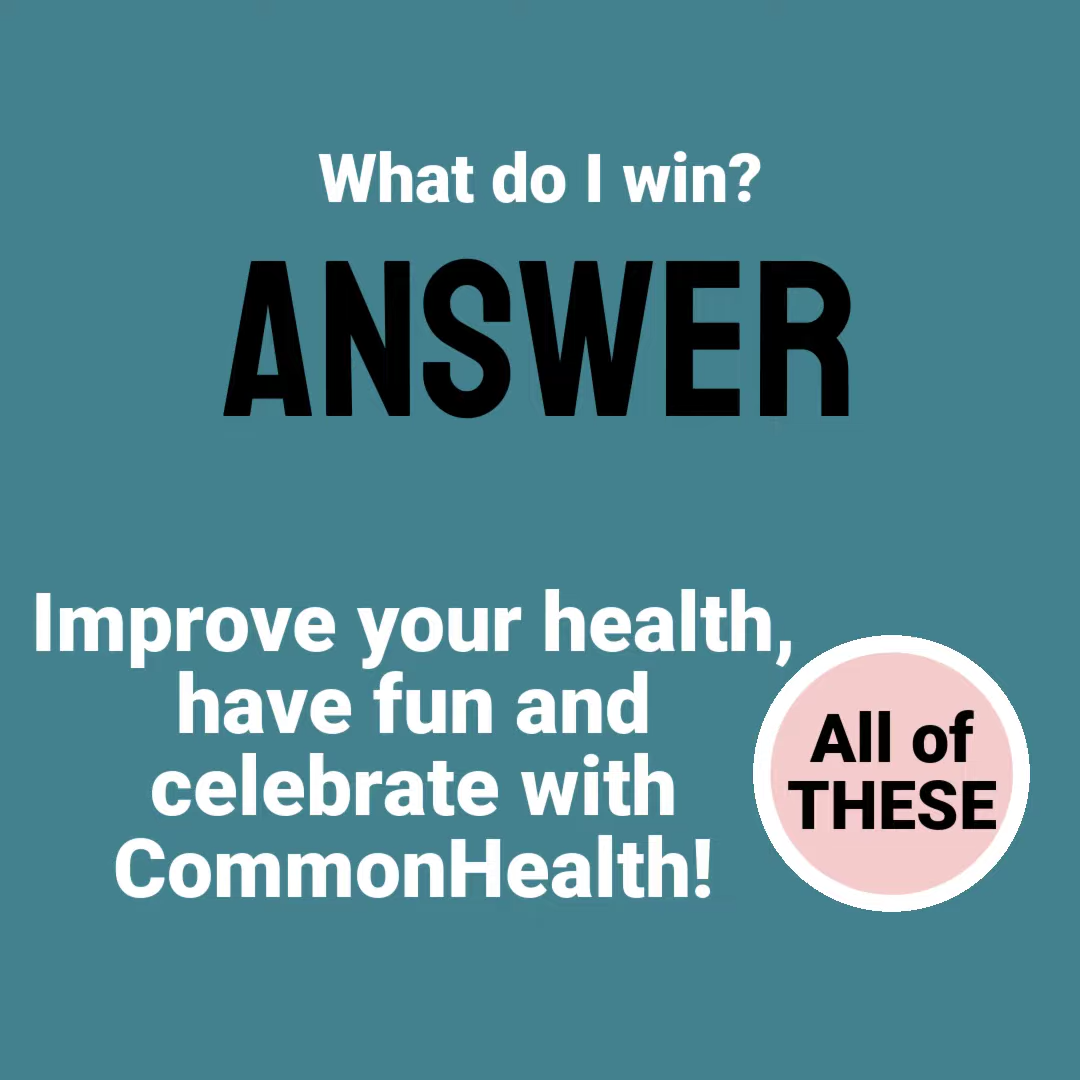 What do I win?
ANSWER
Improve your health,
have fun and
celebrate with
CommonHealth!
All of
THESE